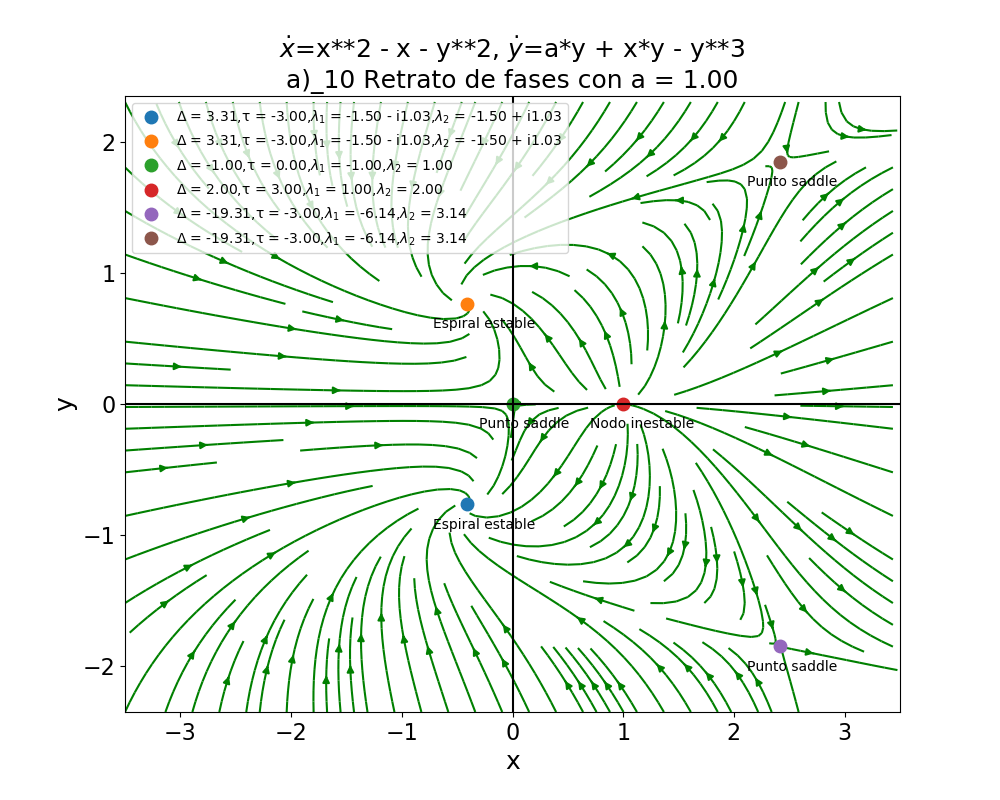 ẋ=x**2 - x - y**2, ẏ=a*y + x*y - y**3
a)_10 Retrato de fases con a = 1.00
Δ = 3.31,τ = -3.00,λ₁ = -1.50 - i1.03,λ₂ = -1.50 + i1.03
Δ = 3.31,τ = -3.00,λ₁ = -1.50 - i1.03,λ₂ = -1.50 + i1.03
Δ = -1.00,τ = 0.00,λ₁ = -1.00,λ₂ = 1.00
Δ = 2.00,τ = 3.00,λ₁ = 1.00,λ₂ = 2.00
Δ = -19.31,τ = -3.00,λ₁ = -6.14,λ₂ = 3.14
Δ = -19.31,τ = -3.00,λ₁ = -6.14,λ₂ = 3.14
Punto saddle
Espiral estable
Punto saddle
Nodo inestable
Espiral estable
Punto saddle
y
2
1
0
−1
−2
−3
−2
−1
0
1
2
3
x